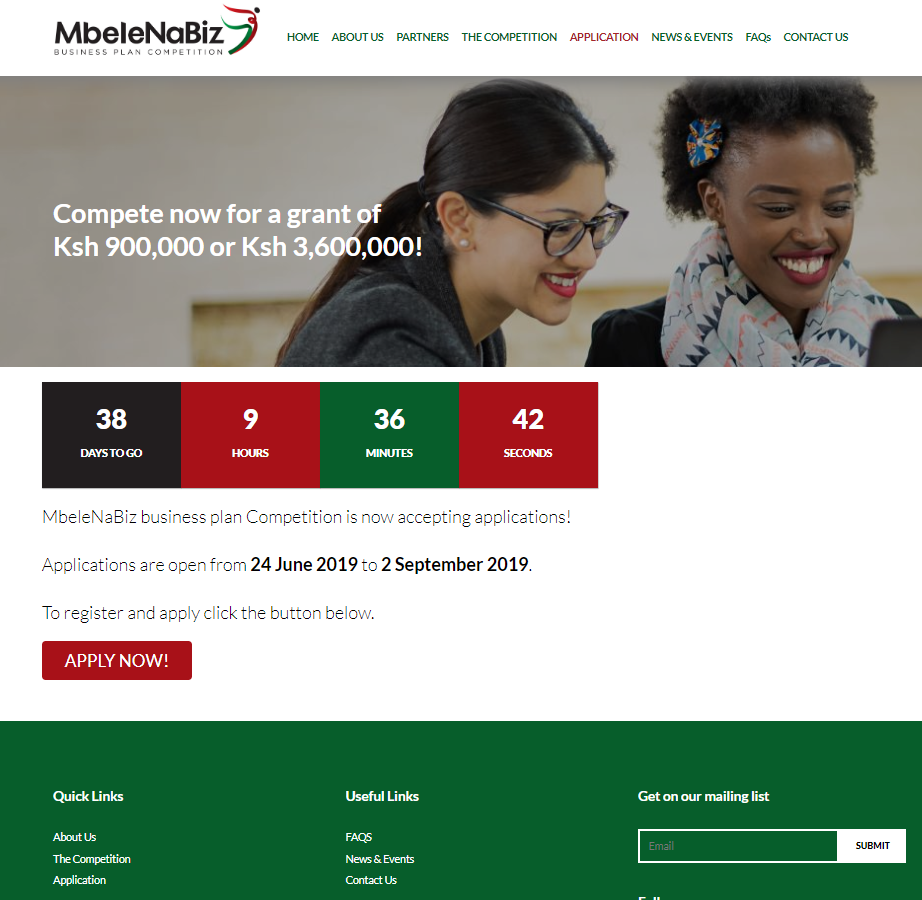 MbeleNaBiz
BUSINESS PLAN COMPETITION
HOME ABOUT US PARTNERS THE COMPETITION APPLICATION NEWS & EVENTS FAQs CONTACT US
Compete now for a grant of
Ksh 900,000 or Ksh 3,600,000!
38 9 36 42
DAYS TO GO HOURS MINUTES SECONDS
MbeleNaBiz business plan Competition is now accepting applications!
Applications are open from 24 June 2019 to 2 September 2019.
To register and apply click the button below.
APPLY NOW!
Quick Links
About Us
The Competition
Application
Useful Links
FAQS
News & Events
Contact Us
Get on our mailing list
Email SUBMIT